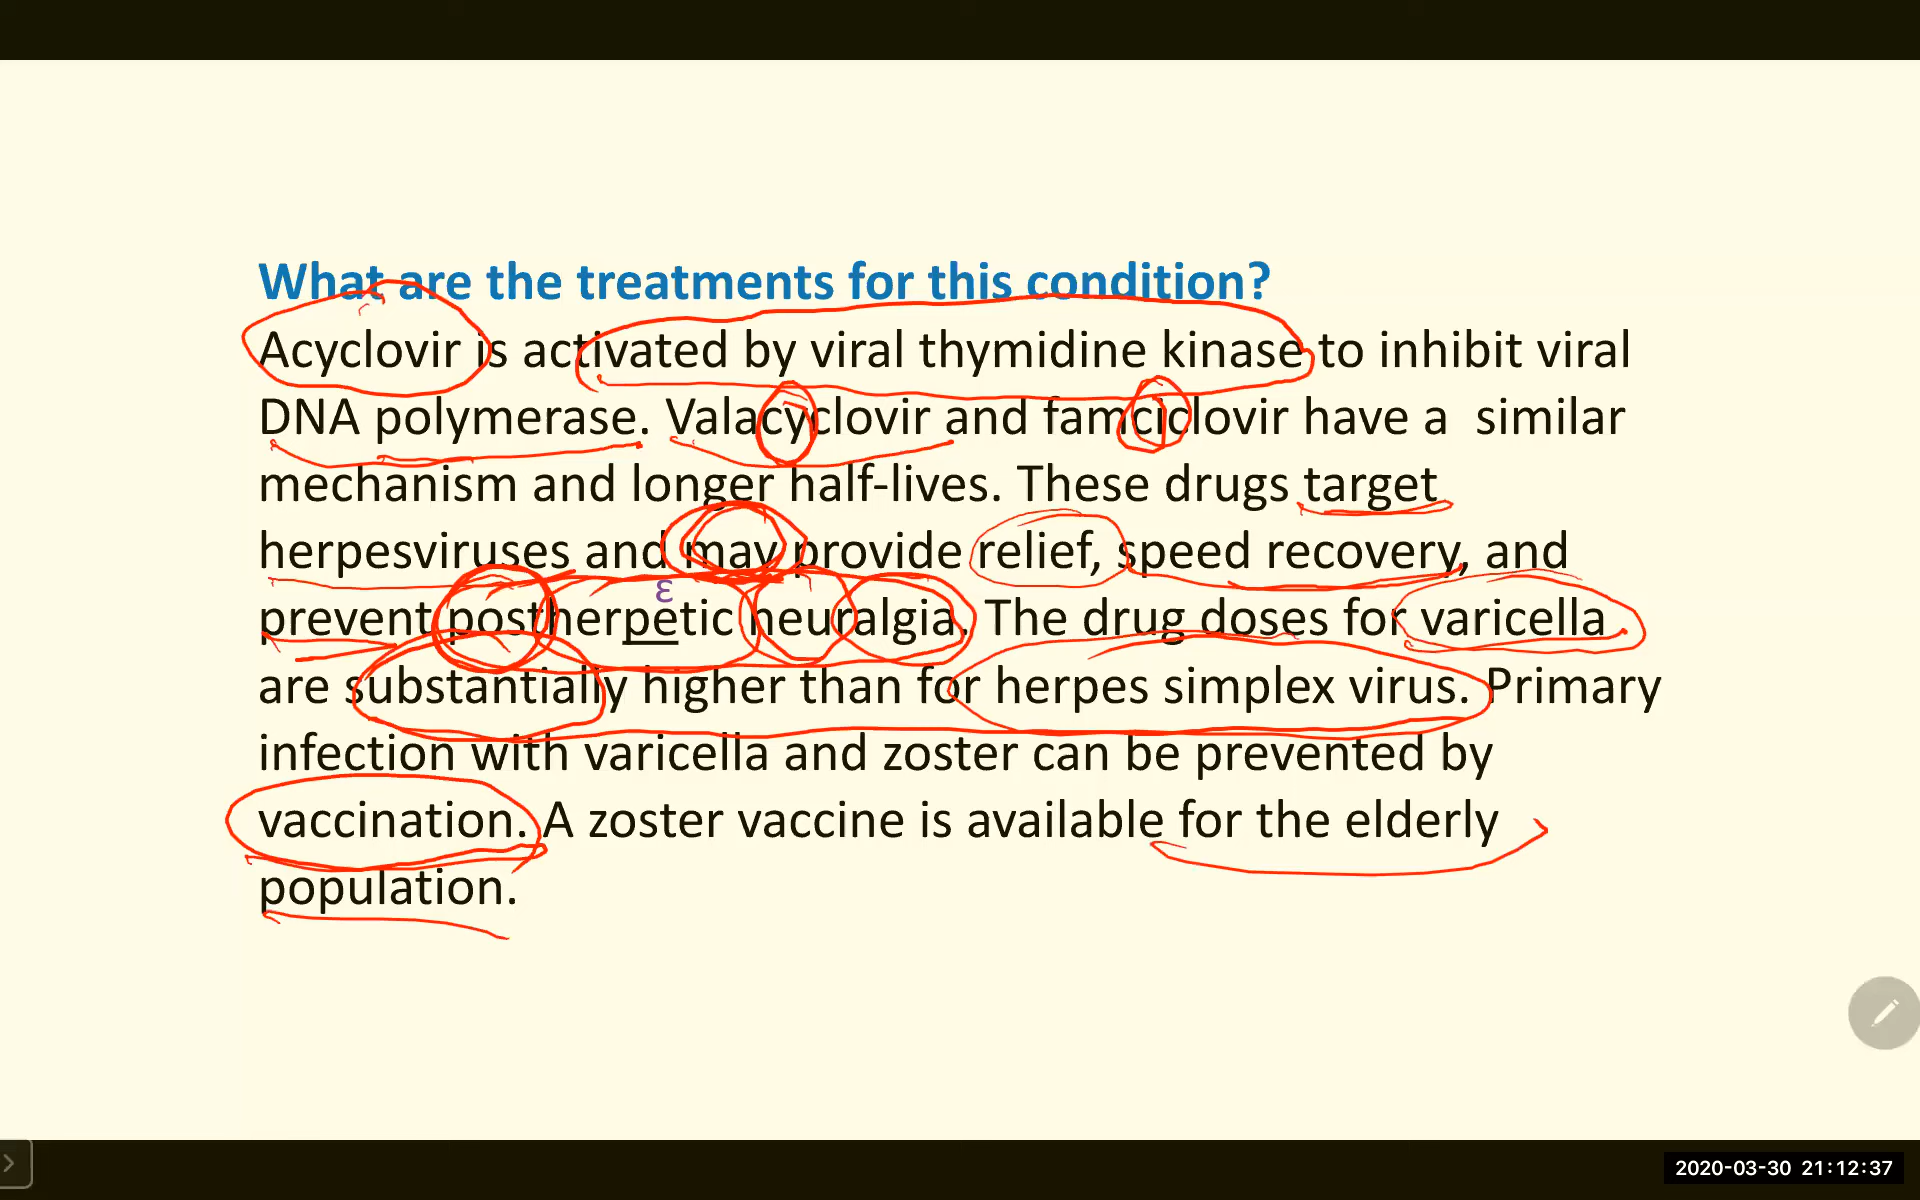 What are the treatments for this condition?
Acyclovir is activated by viral thymidine kinase to inhibit viral
DNA polymerase. Valacyclovir and famciclovir have a  similar
mechanism and longer half-lives. These drugs target
herpesviruses and may provide relief, speed recovery, and
ε
prevent postherpetic neuralgia. The drug doses for varicella
are substantially higher than for herpes simplex virus. Primary
infection with varicella and zoster can be prevented by
vaccination. A zoster vaccine is available for the elderly
population.
2020-03-30 21:12:37